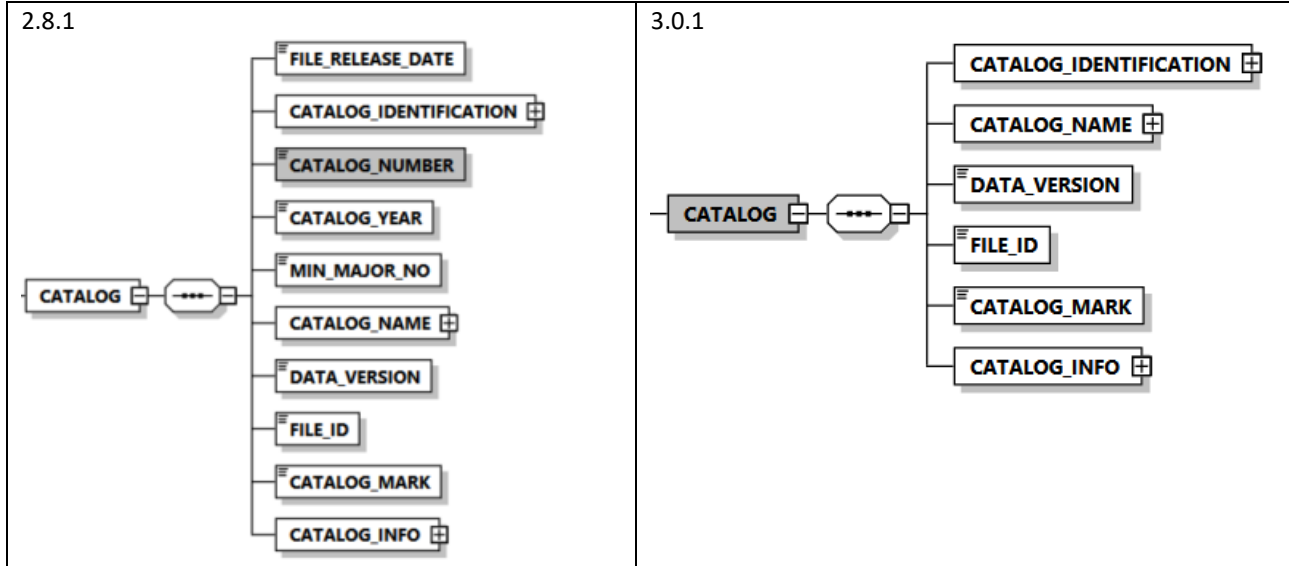 2.8.1
FILE_RELEASE_DATE
CATALOG_IDENTIFICATION
CATALOG_NUMBER
CATALOG_YEAR
MIN_MAJOR_NO
CATALOG
CATALOG_NAME
DATA_VERSION
FILE_ID
CATALOG_MARK
CATALOG_INFO
3.0.1
CATALOG_IDENTIFICATION
CATALOG_NAME
DATA_VERSION
CATALOG
FILE_ID
CATALOG_MARK
CATALOG_INFO